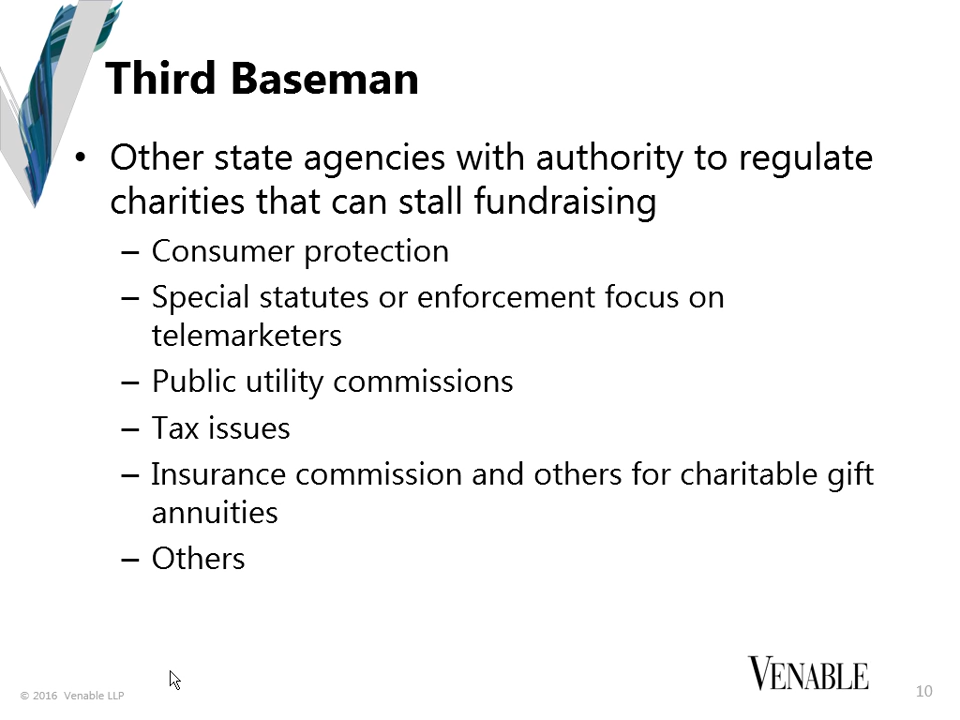 Third Baseman
• Other state agencies with authority to regulate
charities that can stall fundraising
– Consumer protection
– Special statutes or enforcement focus on
telemarketers
– Public utility commissions
– Tax issues
– Insurance commission and others for charitable gift
annuities
– Others
© 2016 Venable LLP
VENABLE
10